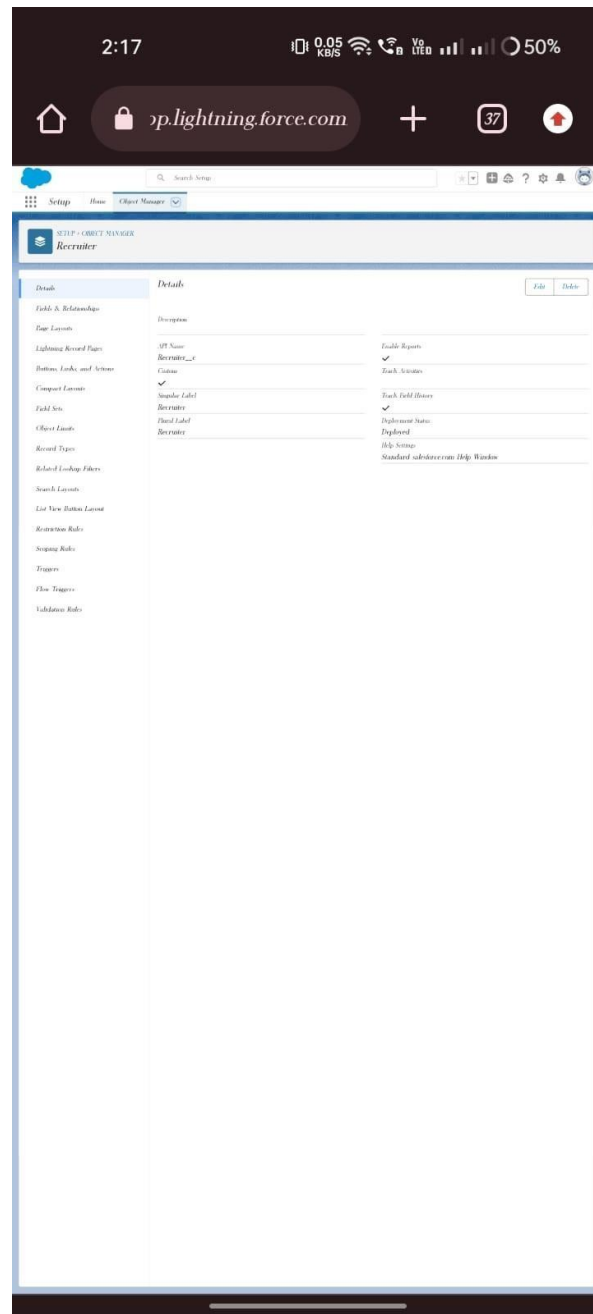 2:17 0.05 KB/S Vo LTED 50%
op.lightning.force.com 37
Search Setup
Setup Home Object Manager
SETUP > OBJECT MANAGER
Recruiter
Details
Fields & Relationships
Page Layouts
Lightning Record Pages
Buttons, Links, and Actions
Compact Layouts
Field Sets
Object Limits
Record Types
Related Lookup Filters
Search Layouts
List View Button Layout
Restriction Rules
Scoping Rules
Triggers
Flow Triggers
Validation Rules
Details
Edit Delete
Description
API Name
Recruiter__c
Custom
Singular Label
Recruiter
Plural Label
Recruiter
Enable Reports
Track Activities
Track Field History
Deployment Status
Deployed
Help Settings
Standard salesforce.com Help Window